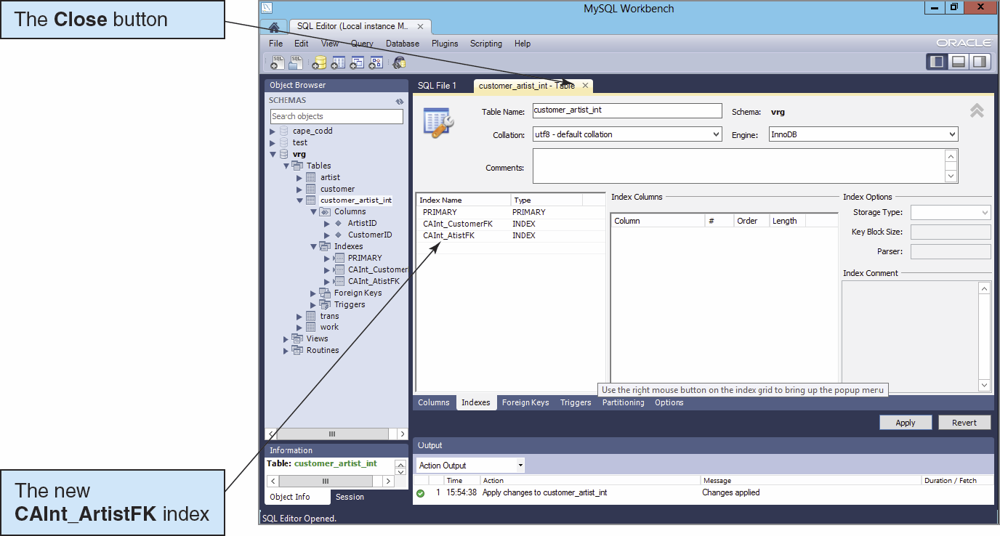 The Close button
MySQL Workbench
SQL Editor (Local instance M...
File Edit View Query Database Plugins Scripting Help
ORACLE
Object Browser
SCHEMAS
Search objects
cape_codd
test
vrg
Tables
artist
customer
customer_artist_int
Columns
ArtistID
CustomerID
Indexes
PRIMARY
CAInt_Customer
CAInt_AtistFK
Foreign Keys
Triggers
trans
work
Views
Routines
SQL File 1
customer_artist_int - Table
Table Name: customer_artist_int Schema: vrg
Collation: utf8 - default collation Engine: InnoDB
Comments:
Index Name Type
PRIMARY PRIMARY
CAInt_CustomerFK INDEX
CAInt_AtistFK INDEX
Index Columns
Column # Order Length
Index Options
Storage Type:
Key Block Size:
Parser:
Index Comment
Use the right mouse button on the index grid to bring up the popup menu
Columns Indexes Foreign Keys Triggers Partitioning Options
Apply Revert
Information
Table: customer_artist_int
Object Info Session
Output
Action Output
Time Action Message Duration / Fetch
1 15:54:38 Apply changes to customer_artist_int Changes applied
SQL Editor Opened.
The new
CAInt_ArtistFK index